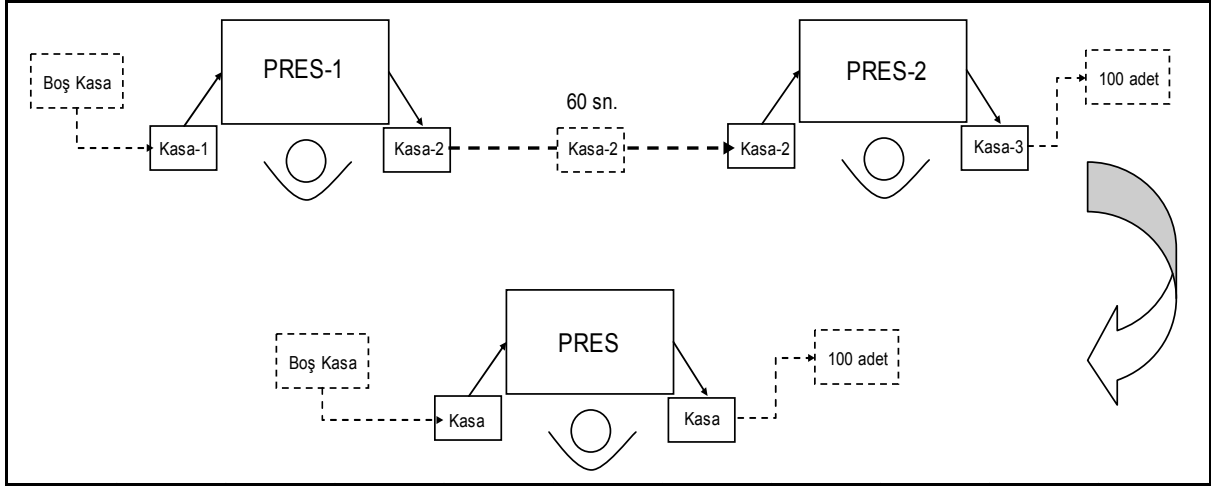 Boş Kasa
PRES-1
Kasa-1
Kasa-2
60 sn.
Kasa-2
PRES-2
Kasa-2
Kasa-3
100 adet
Boş Kasa
PRES
Kasa
Kasa
100 adet